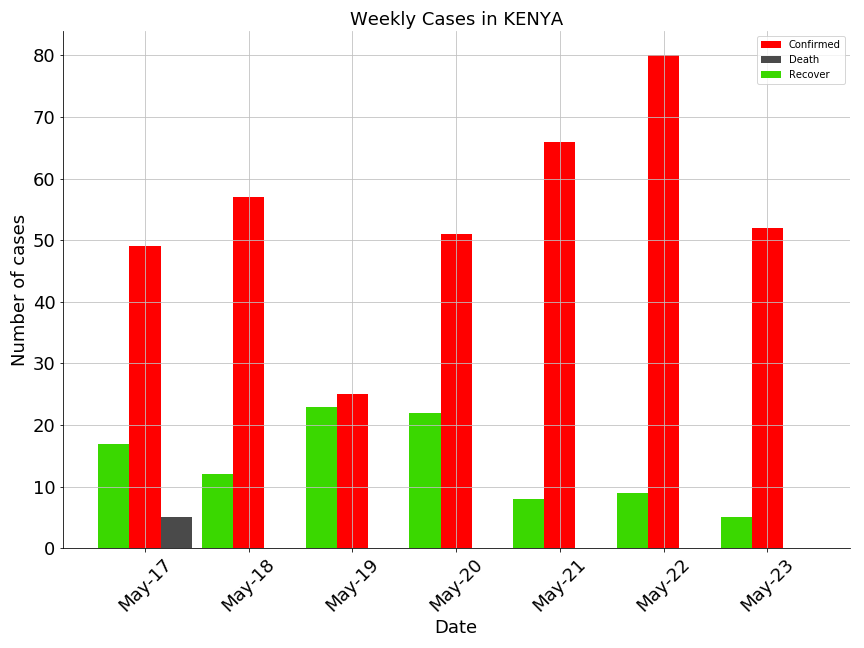 Weekly Cases in KENYA
Confirmed
Death
Recover
Number of cases
80
70
60
50
40
30
20
10
0
May-17
May-18
May-19
May-20
May-21
May-22
May-23
Date